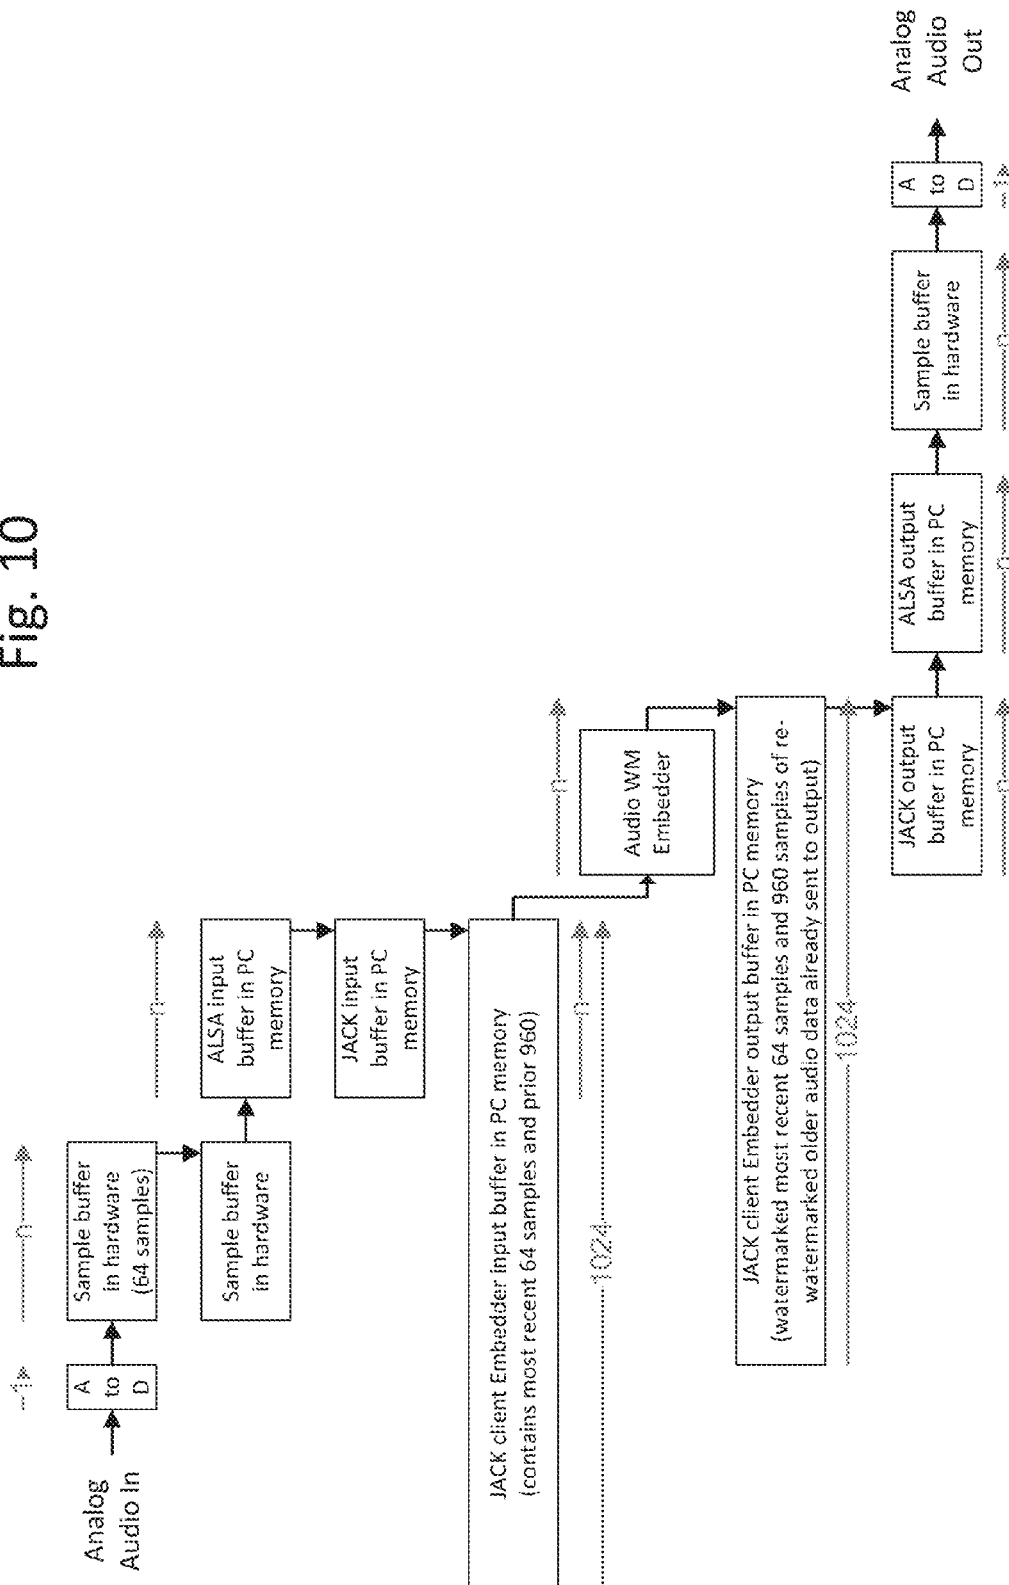 Fig. 10
Analog
Audio In
~1
A
to
D
n
Sample buffer
in hardware
(64 samples)
Sample buffer
in hardware
n
ALSA input
buffer in PC
memory
JACK input
buffer in PC
memory
JACK client Embedder input buffer in PC memory
(contains most recent 64 samples and prior 960)
n
1024
n
Audio WM
Embedder
JACK client Embedder output buffer in PC memory
(watermarked most recent 64 samples and 960 samples of re-
watermarked older audio data already sent to output)
1024
JACK output
buffer in PC
memory
n
ALSA output
buffer in PC
memory
n
Sample buffer
in hardware
n
A
to
D
~1
Analog
Audio
Out